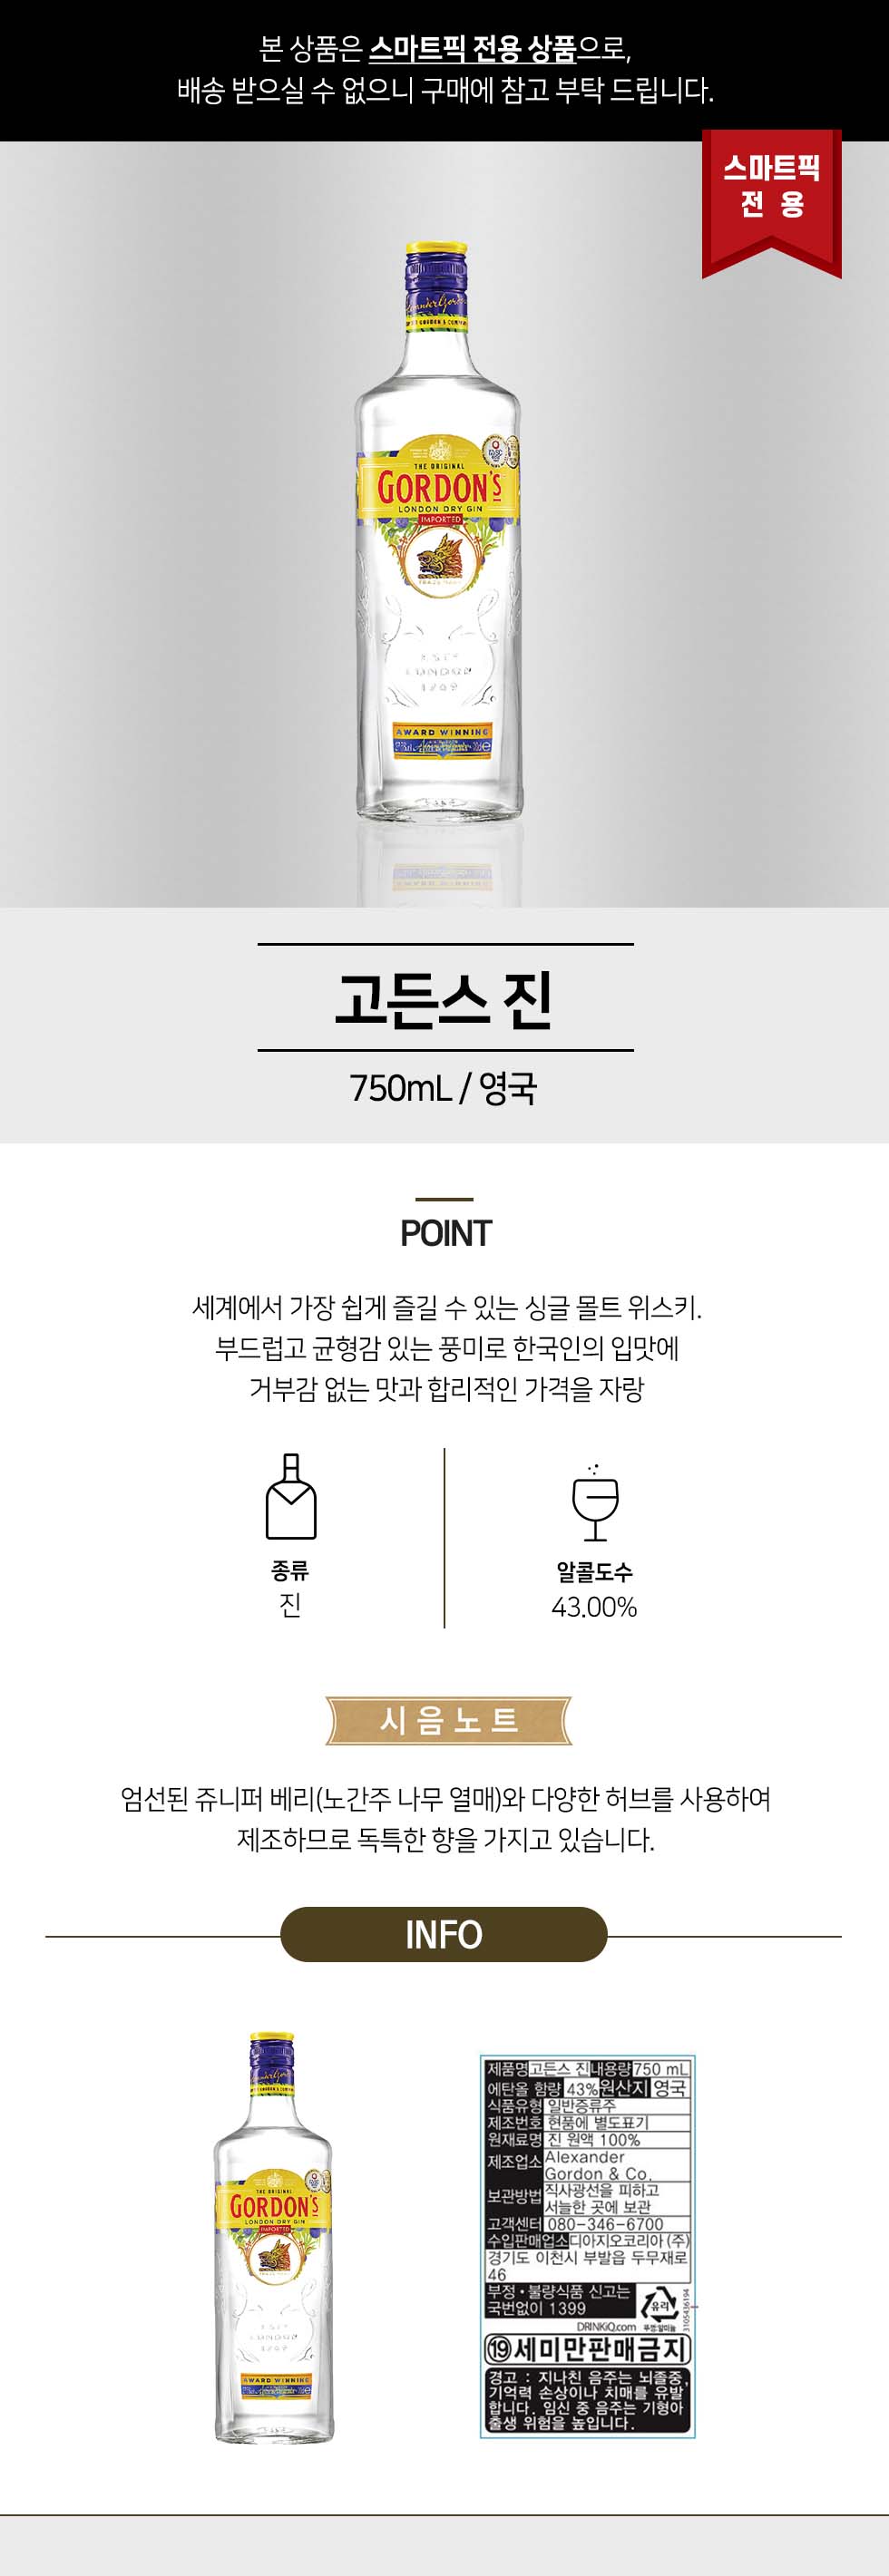 본 상품은 스마트픽 전용 상품으로,
배송 받으실 수 없으니 구매에 참고 부탁 드립니다.
스마트픽
전 용
THE ORIGINAL
GORDON'S
LONDON DRY GIN
IMPORTED
TRADE MARK
LONDON
1769
AWARD WINNING
고든스 진
750mL / 영국
POINT
세계에서 가장 쉽게 즐길 수 있는 싱글 몰트 위스키.
부드럽고 균형감 있는 풍미로 한국인의 입맛에
거부감 없는 맛과 합리적인 가격을 자랑
종류
진
알콜도수
43.00%
시음노트
엄선된 쥬니퍼 베리(노간주 나무 열매)와 다양한 허브를 사용하여
제조하므로 독특한 향을 가지고 있습니다.
INFO
THE ORIGINAL
GORDON'S
LONDON DRY GIN
IMPORTED
AWARD WINNING
제품명 고든스 진 내용량 750 mL
에탄올 함량 43% 원산지 영국
식품유형 일반증류주
제조번호 현품에 별도표기
원재료명 진 원액 100%
제조업소 Alexander
Gordon & Co.
보관방법 직사광선을 피하고
서늘한 곳에 보관
고객센터 080-346-6700
수입판매업소 디아지오코리아 (주)
경기도 이천시 부발읍 두무재로
46
부정·불량식품 신고는
국번없이 1399
유리
DRINKiQ.com 뚜껑:알미늄
⑲세미만판매금지
경고 : 지나친 음주는 뇌졸중,
기억력 손상이나 치매를 유발
합니다. 임신 중 음주는 기형아
출생 위험을 높입니다.